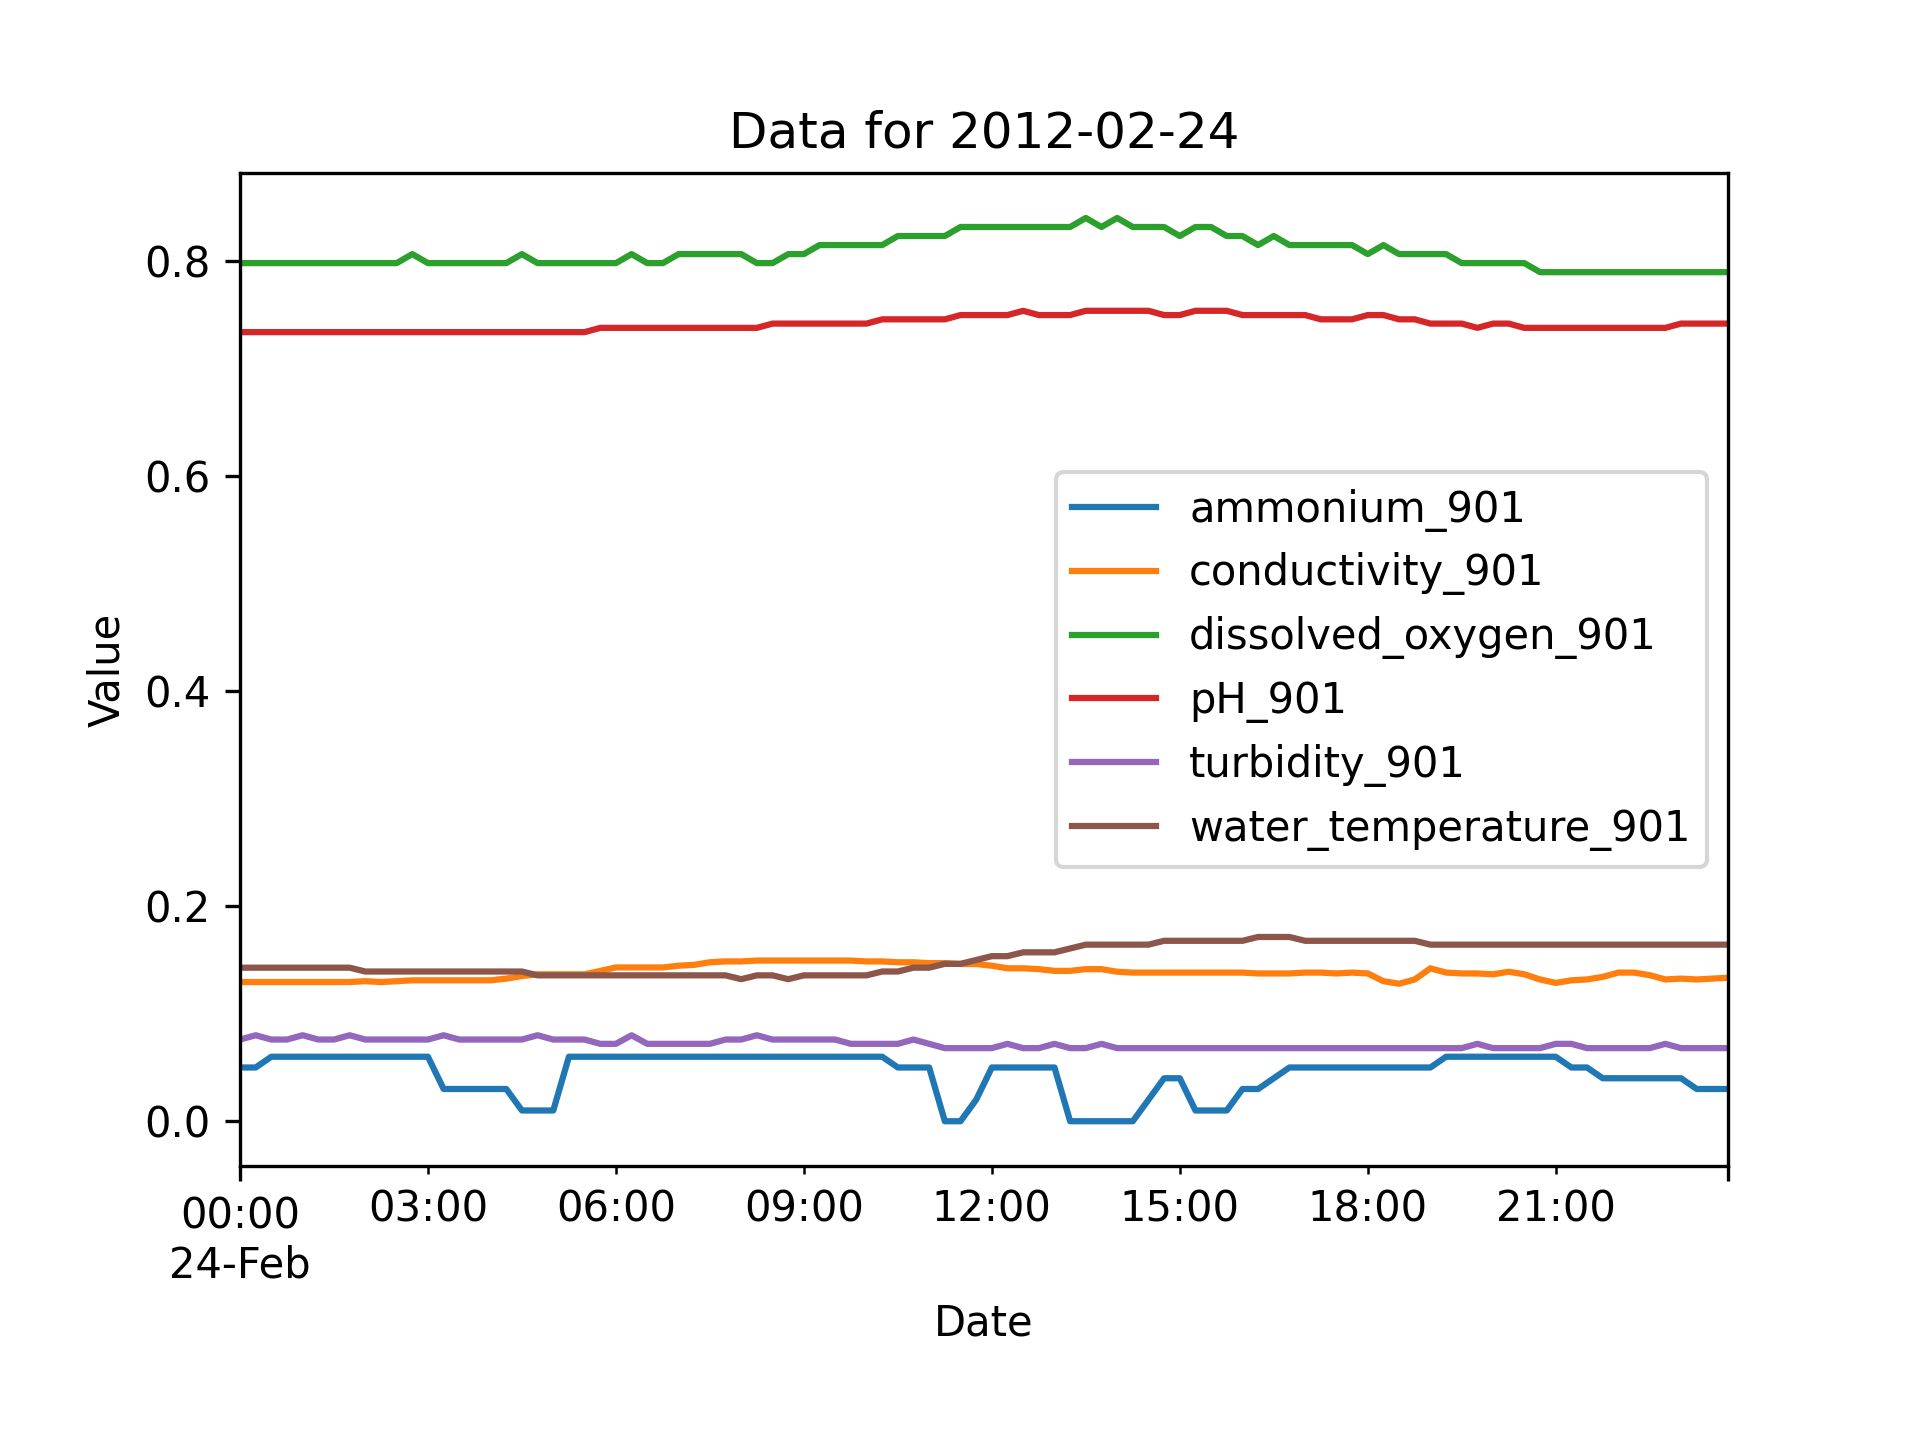 Data for 2012-02-24
0.8
0.6
0.4
0.2
0.0
Value
ammonium_901
conductivity_901
dissolved_oxygen_901
pH_901
turbidity_901
water_temperature_901
00:00 03:00 06:00 09:00 12:00 15:00 18:00 21:00
24-Feb
Date